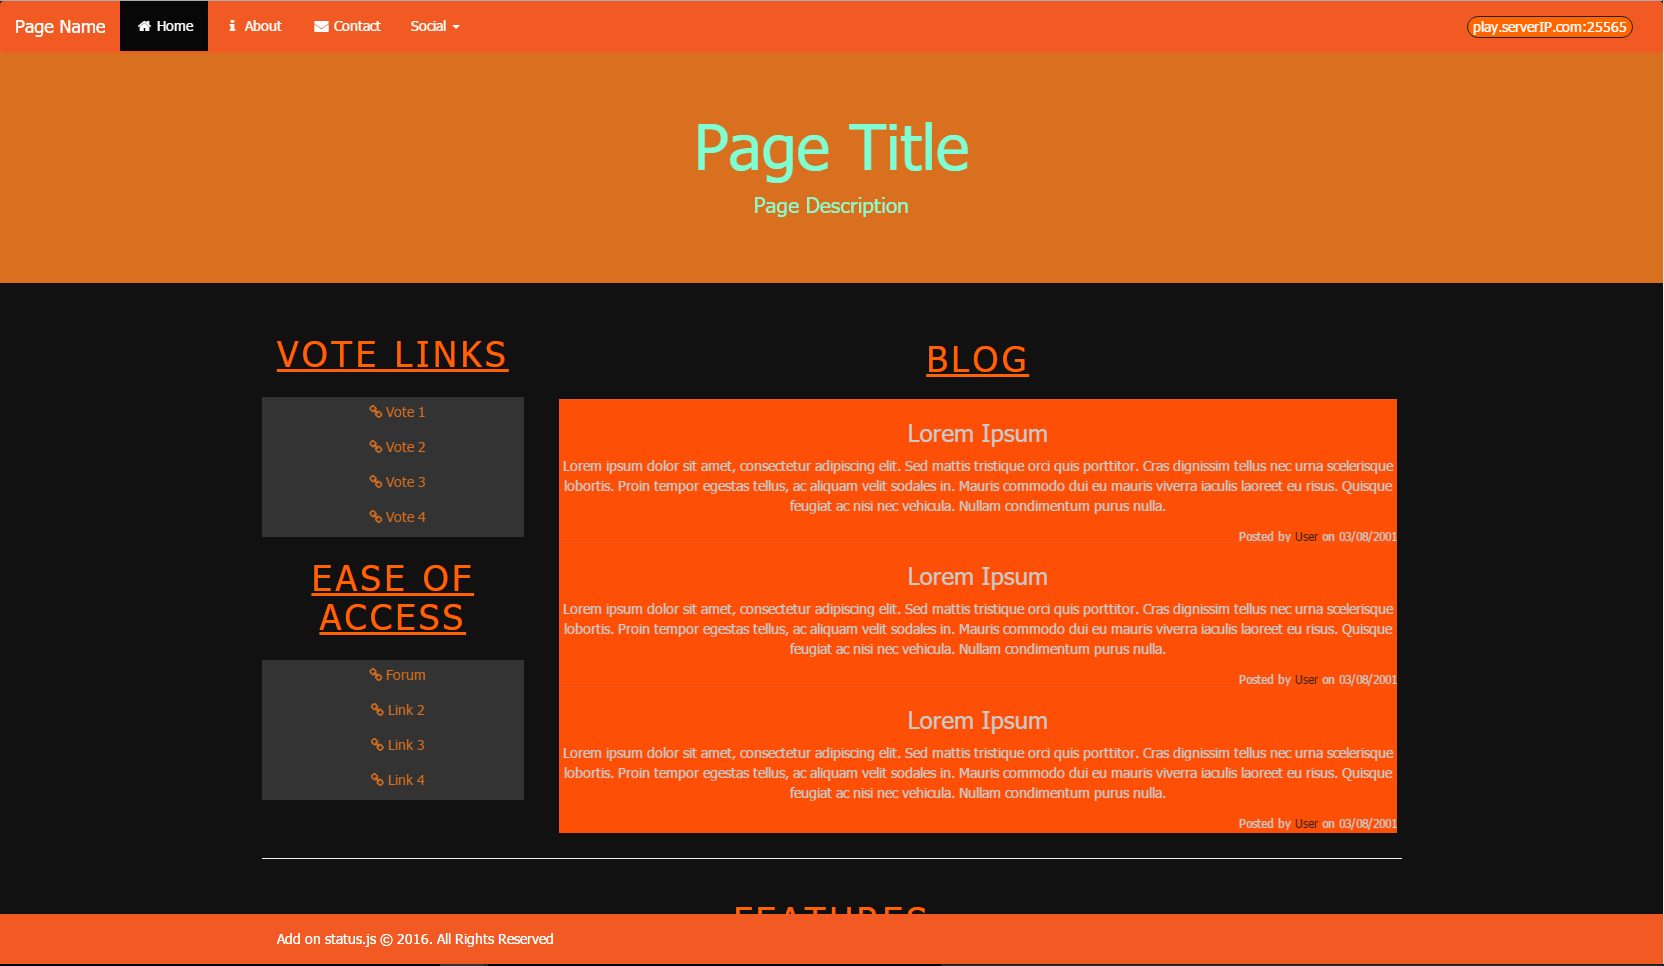 Page Name
Home
About
Contact
Social
play.serverIP.com:25565
Page Title
Page Description
VOTE LINKS
Vote 1
Vote 2
Vote 3
Vote 4
EASE OF
ACCESS
Forum
Link 2
Link 3
Link 4
BLOG
Lorem Ipsum
Lorem ipsum dolor sit amet, consectetur adipiscing elit. Sed mattis tristique orci quis porttitor. Cras dignissim tellus nec urna scelerisque
lobortis. Proin tempor egestas tellus, ac aliquam velit sodales in. Mauris commodo dui eu mauris viverra iaculis laoreet eu risus. Quisque
feugiat ac nisi nec vehicula. Nullam condimentum purus nulla.
Posted by User on 03/08/2001
Lorem Ipsum
Lorem ipsum dolor sit amet, consectetur adipiscing elit. Sed mattis tristique orci quis porttitor. Cras dignissim tellus nec urna scelerisque
lobortis. Proin tempor egestas tellus, ac aliquam velit sodales in. Mauris commodo dui eu mauris viverra iaculis laoreet eu risus. Quisque
feugiat ac nisi nec vehicula. Nullam condimentum purus nulla.
Posted by User on 03/08/2001
Lorem Ipsum
Lorem ipsum dolor sit amet, consectetur adipiscing elit. Sed mattis tristique orci quis porttitor. Cras dignissim tellus nec urna scelerisque
lobortis. Proin tempor egestas tellus, ac aliquam velit sodales in. Mauris commodo dui eu mauris viverra iaculis laoreet eu risus. Quisque
feugiat ac nisi nec vehicula. Nullam condimentum purus nulla.
Posted by User on 03/08/2001
FEATURES
Add on status.js © 2016. All Rights Reserved